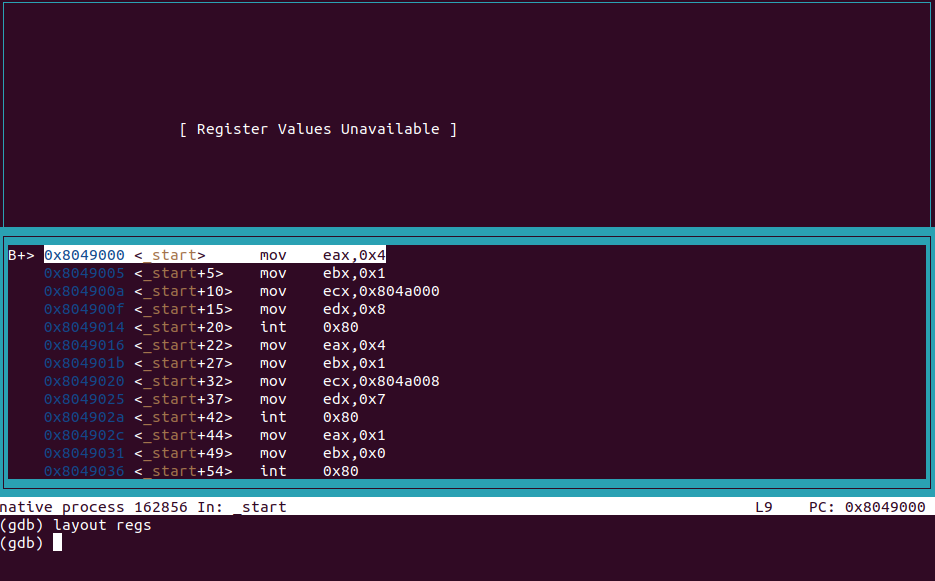 [ Register Values Unavailable ]
B+> 0x8049000 <_start> mov eax,0x4
0x8049005 <_start+5> mov ebx,0x1
0x804900a <_start+10> mov ecx,0x804a000
0x804900f <_start+15> mov edx,0x8
0x8049014 <_start+20> int 0x80
0x8049016 <_start+22> mov eax,0x4
0x804901b <_start+27> mov ebx,0x1
0x8049020 <_start+32> mov ecx,0x804a008
0x8049025 <_start+37> mov edx,0x7
0x804902a <_start+42> int 0x80
0x804902c <_start+44> mov eax,0x1
0x8049031 <_start+49> mov ebx,0x0
0x8049036 <_start+54> int 0x80
native process 162856 In: _start L9 PC: 0x8049000
(gdb) layout regs
(gdb)